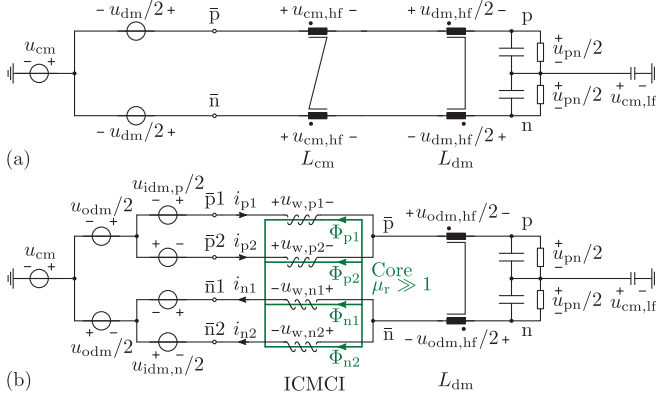 - u_dm/2 + p̄ + u_cm,hf - + u_dm,hf/2 - p
u_cm
- +
+ u_pn/2 -
+ u_pn/2 -
+ - u_cm,lf
- u_dm/2 + n̄ + u_cm,hf - - u_dm,hf/2 + n
(a) L_cm L_dm
u_idm,p/2
u_odm/2 - + p̄1 i_p1 + u_w,p1 - p̄ + u_odm,hf/2 - p
- + Φ_p1
u_cm + - p̄2 i_p2 + u_w,p2 -
Φ_p2 Core
μ_r ≫ 1
- +
+ u_pn/2 -
+ u_pn/2 -
+ - u_cm,lf
- + n̄1 i_n1 - u_w,n1 +
Φ_n1
+ - n̄2 i_n2 - u_w,n2 + n̄ - u_odm,hf/2 + n
u_odm/2 + - u_idm,n/2 Φ_n2
(b) ICMCI L_dm